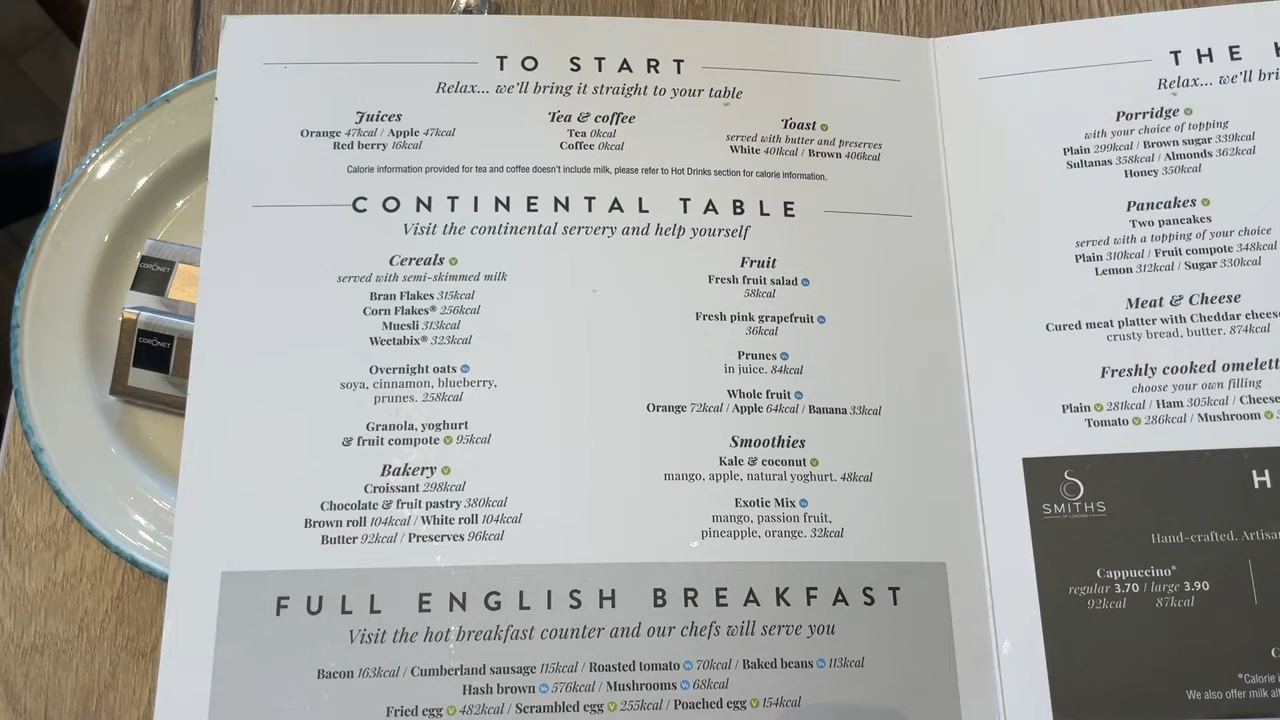 TO START
Relax... we'll bring it straight to your table
Juices
Orange 47kcal / Apple 47kcal
Red berry 16kcal
Tea & coffee
Tea 0kcal
Coffee 0kcal
Toast V
served with butter and preserves
White 401kcal / Brown 406kcal
Calorie information provided for tea and coffee doesn't include milk, please refer to Hot Drinks section for calorie information.
CONTINENTAL TABLE
Visit the continental servery and help yourself
Cereals V
served with semi-skimmed milk
Bran Flakes 315kcal
Corn Flakes® 256kcal
Muesli 313kcal
Weetabix® 323kcal
Overnight oats
soya, cinnamon, blueberry,
prunes. 258kcal
Granola, yoghurt
& fruit compote V 95kcal
Bakery V
Croissant 298kcal
Chocolate & fruit pastry 380kcal
Brown roll 104kcal / White roll 104kcal
Butter 92kcal / Preserves 96kcal
Fruit
Fresh fruit salad
58kcal
Fresh pink grapefruit
36kcal
Prunes
in juice. 84kcal
Whole fruit
Orange 72kcal / Apple 64kcal / Banana 33kcal
Smoothies
Kale & coconut V
mango, apple, natural yoghurt. 48kcal
Exotic Mix
mango, passion fruit,
pineapple, orange. 32kcal
FULL ENGLISH BREAKFAST
Visit the hot breakfast counter and our chefs will serve you
Bacon 163kcal / Cumberland sausage 115kcal / Roasted tomato 70kcal / Baked beans 113kcal
Hash brown 576kcal / Mushrooms 68kcal
Fried egg V 482kcal / Scrambled egg V 255kcal / Poached egg V 154kcal
THE
Relax... we'll bri
Porridge V
with your choice of topping
Plain 299kcal / Brown sugar 339kcal
Sultanas 358kcal / Almonds 362kcal
Honey 350kcal
Pancakes V
Two pancakes
served with a topping of your choice
Plain 310kcal / Fruit compote 348kcal
Lemon 312kcal / Sugar 330kcal
Meat & Cheese
Cured meat platter with Cheddar cheese
crusty bread, butter. 874kcal
Freshly cooked omelett
choose your own filling
Plain V 281kcal / Ham 305kcal / Cheese
Tomato V 286kcal / Mushroom V
SMITHS
OF LONDON
H
Hand-crafted. Artisa
Cappuccino*
regular 3.70 / large 3.90
92kcal 87kcal
*Calorie
We also offer milk al
CORONET
CORONET